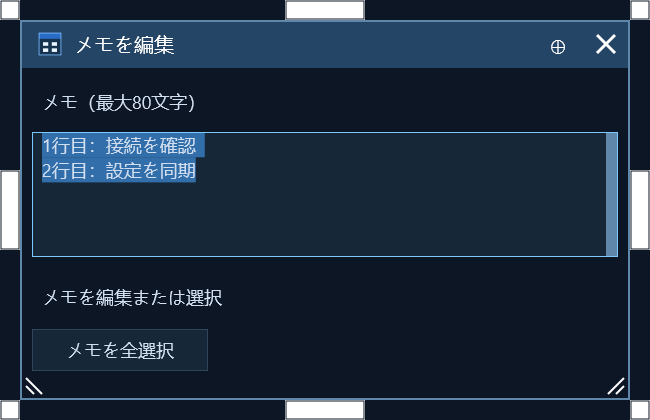 メモを編集
メモ（最大80文字）
1行目：接続を確認
2行目：設定を同期
メモを編集または選択
メモを全選択